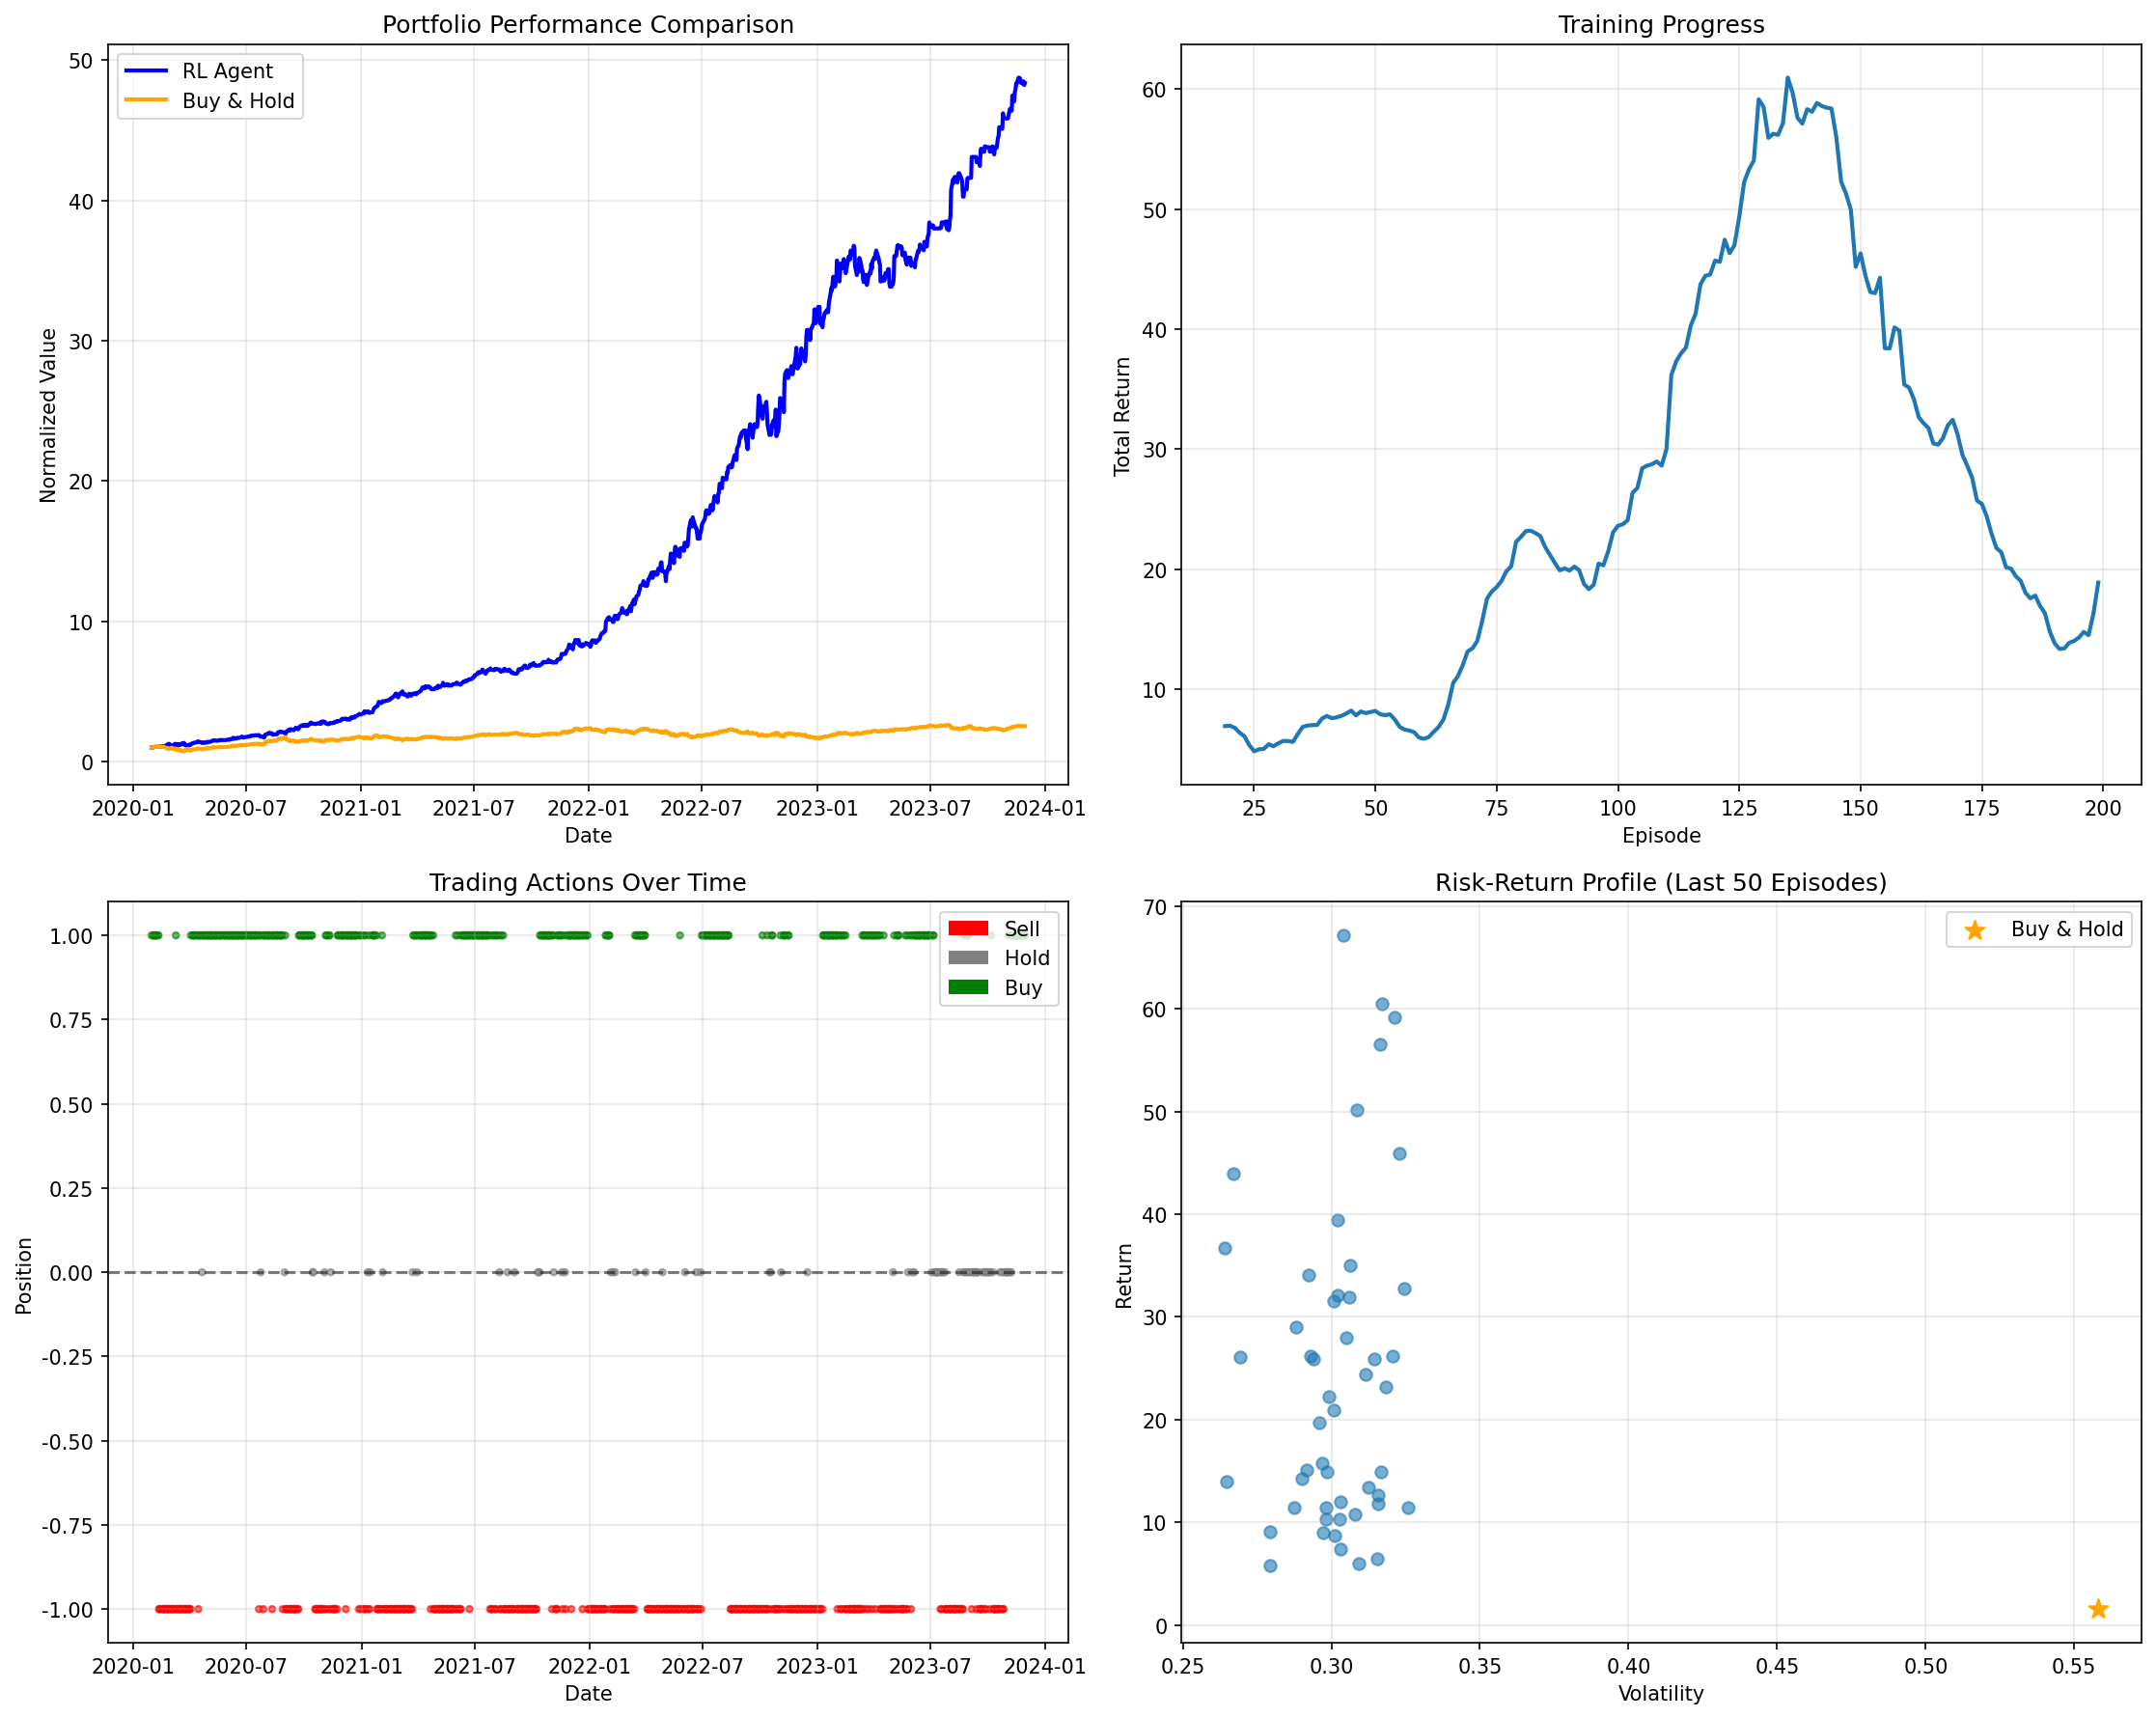 Portfolio Performance Comparison
RL Agent
Buy & Hold
50
40
30
20
10
0
Normalized Value
2020-01 2020-07 2021-01 2021-07 2022-01 2022-07 2023-01 2023-07 2024-01
Date
Training Progress
60
50
40
30
20
10
Total Return
25 50 75 100 125 150 175 200
Episode
Trading Actions Over Time
Sell
Hold
Buy
1.00
0.75
0.50
0.25
0.00
-0.25
-0.50
-0.75
-1.00
Position
2020-01 2020-07 2021-01 2021-07 2022-01 2022-07 2023-01 2023-07 2024-01
Date
Risk-Return Profile (Last 50 Episodes)
Buy & Hold
70
60
50
40
30
20
10
0
Return
0.25 0.30 0.35 0.40 0.45 0.50 0.55
Volatility